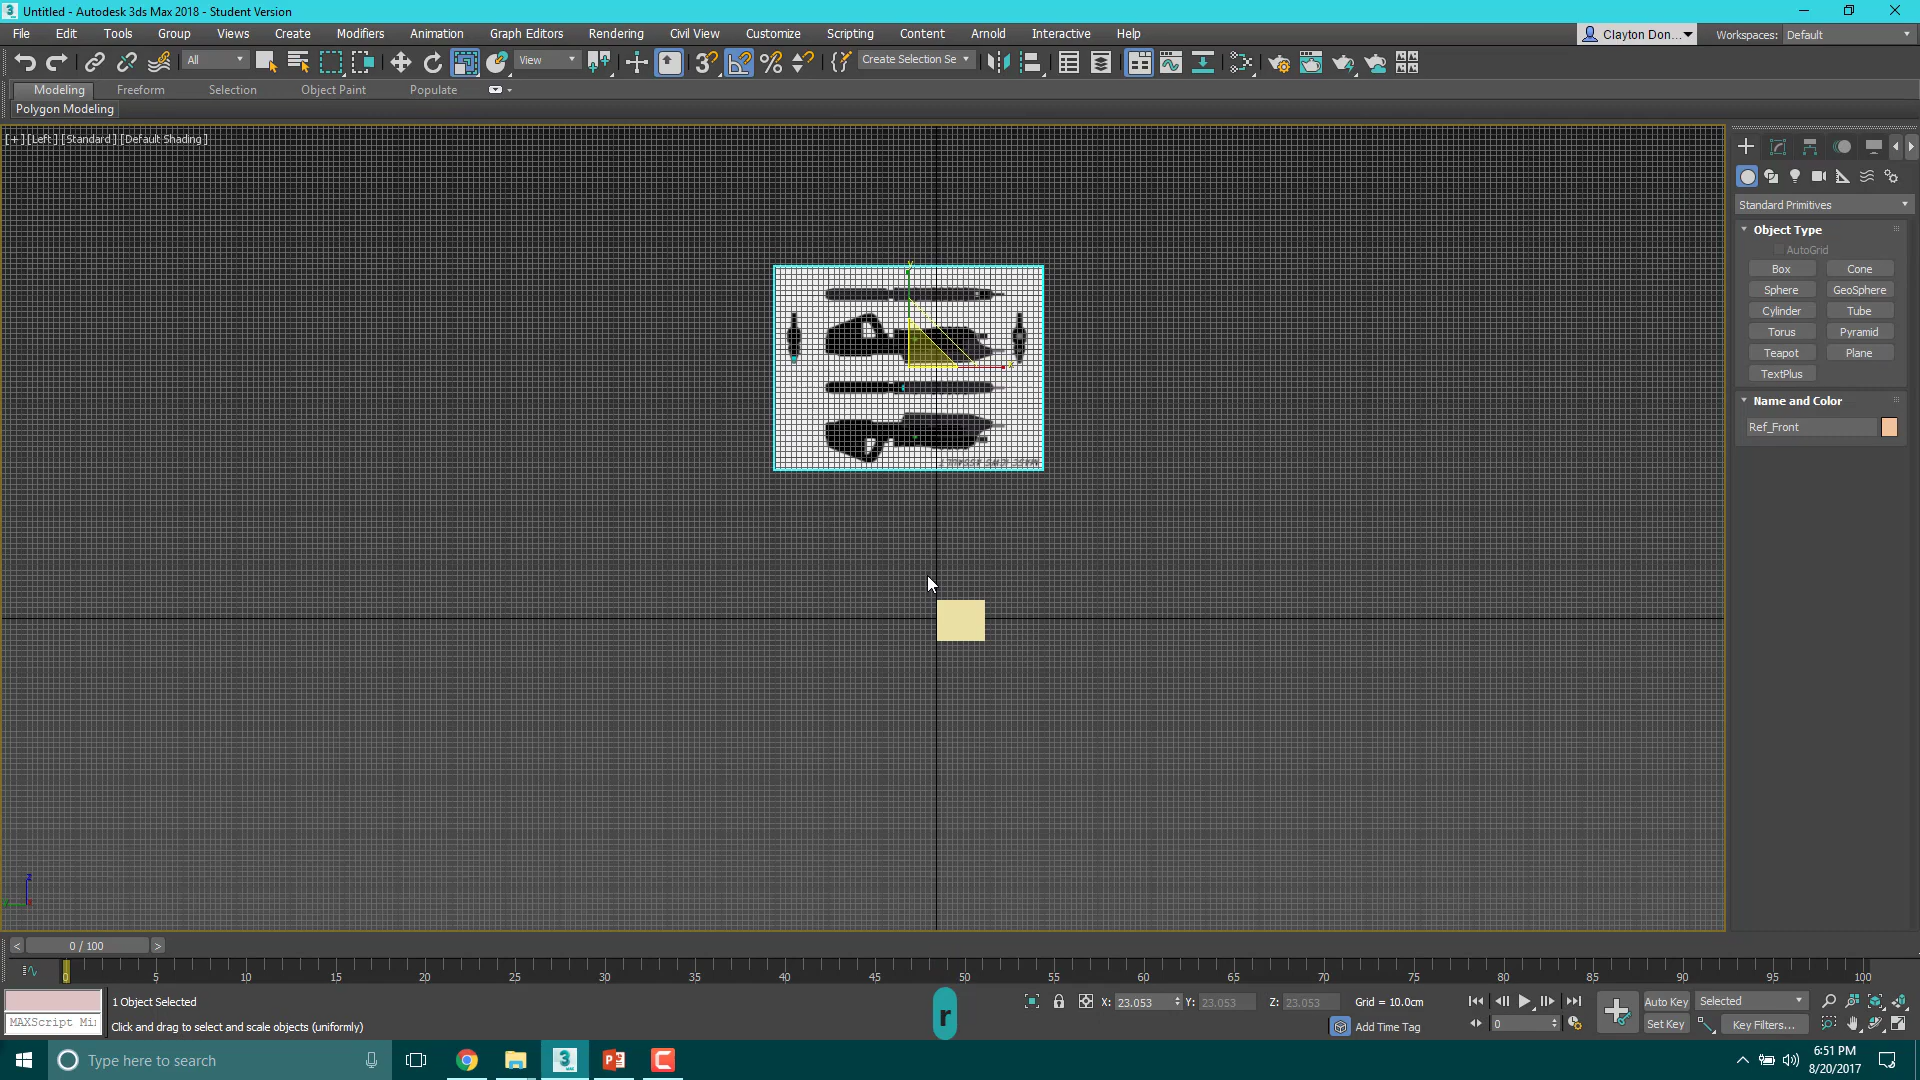 Untitled - Autodesk 3ds Max 2018 - Student Version
File Edit Tools Group Views Create Modifiers Animation Graph Editors Rendering Civil View Customize Scripting Content Arnold Interactive Help
Clayton Don... Workspaces: Default
All View Create Selection Se
Modeling Freeform Selection Object Paint Populate
Polygon Modeling
[+] [Left] [Standard] [Default Shading]
Standard Primitives
Object Type
AutoGrid
Box Cone
Sphere GeoSphere
Cylinder Tube
Torus Pyramid
Teapot Plane
TextPlus
Name and Color
Ref_Front
y
z
0 / 100
0 5 10 15 20 25 30 35 40 45 50 55 60 65 70 75 80 85 90 95 100
1 Object Selected
X: 23.053 Y: 23.053 Z: 23.053 Grid = 10.0cm
Auto Key Selected
MAXScript Mi
Click and drag to select and scale objects (uniformly)
r
Add Time Tag
0
Set Key Key Filters...
Type here to search
6:51 PM
8/20/2017